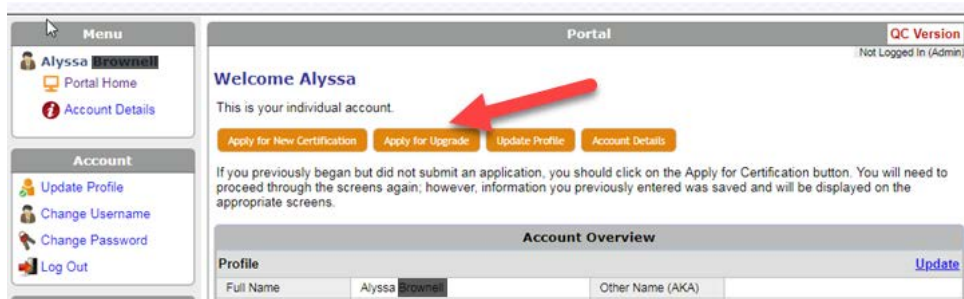 Menu
Alyssa
Portal Home
Account Details
Account
Update Profile
Change Username
Change Password
Log Out
Portal
QC Version
Not Logged In (Admin)
Welcome Alyssa
This is your individual account.
Apply for New Certification
Apply for Upgrade
Update Profile
Account Details
If you previously began but did not submit an application, you should click on the Apply for Certification button. You will need to
proceed through the screens again; however, information you previously entered was saved and will be displayed on the
appropriate screens.
Account Overview
Profile
Update
Full Name
Alyssa
Other Name (AKA)